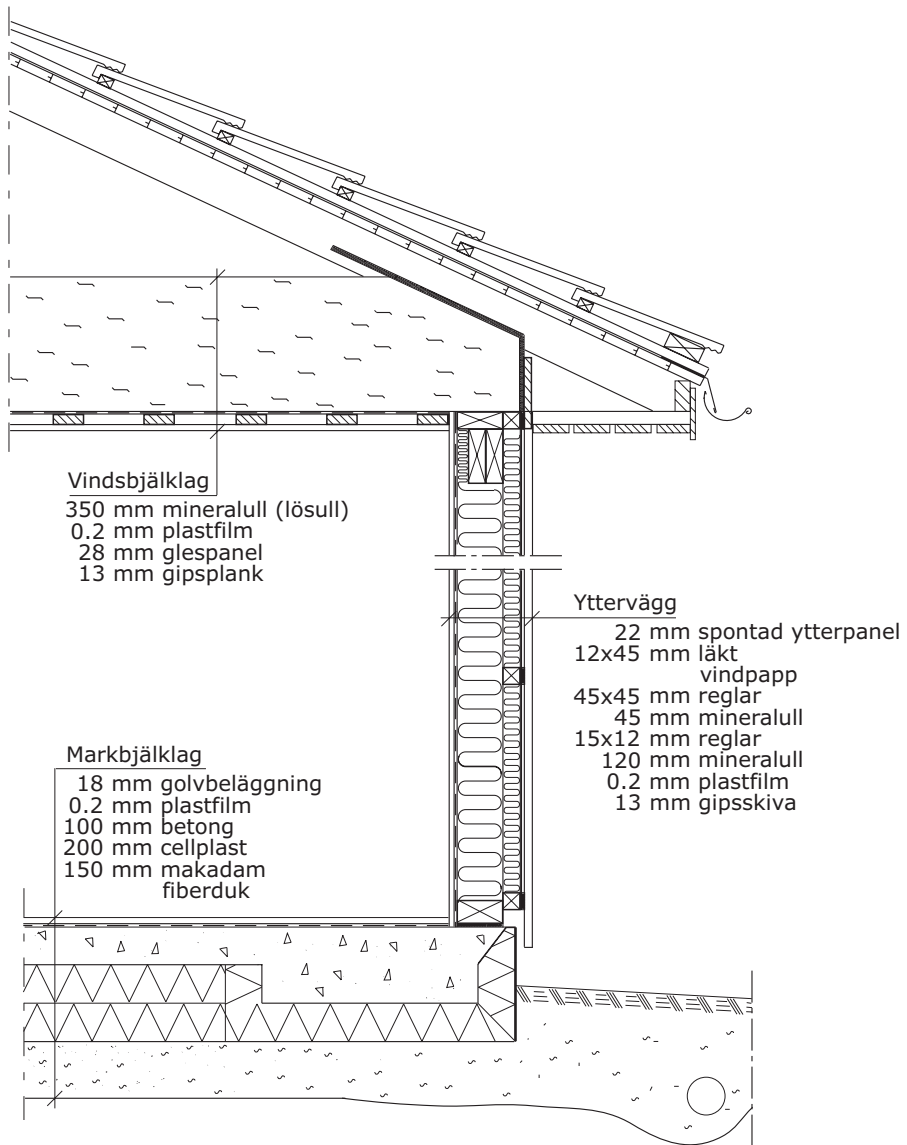 Vindsbjälklag
350 mm mineralull (lösull)
0.2 mm plastfilm
28 mm glespanel
13 mm gipsplank
Yttervägg
22 mm spontad ytterpanel
12x45 mm läkt
vindpapp
45x45 mm reglar
45 mm mineralull
15x12 mm reglar
120 mm mineralull
0.2 mm plastfilm
13 mm gipsskiva
Markbjälklag
18 mm golvbeläggning
0.2 mm plastfilm
100 mm betong
200 mm cellplast
150 mm makadam
fiberduk